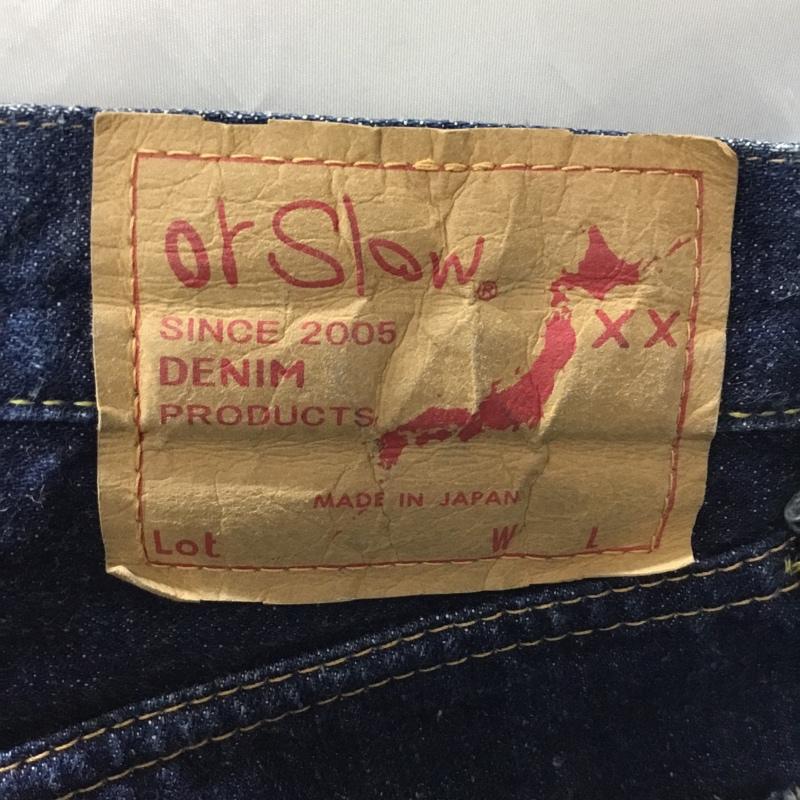 orSlow®
SINCE 2005
XX
DENIM
PRODUCTS
MADE IN JAPAN
Lot W L